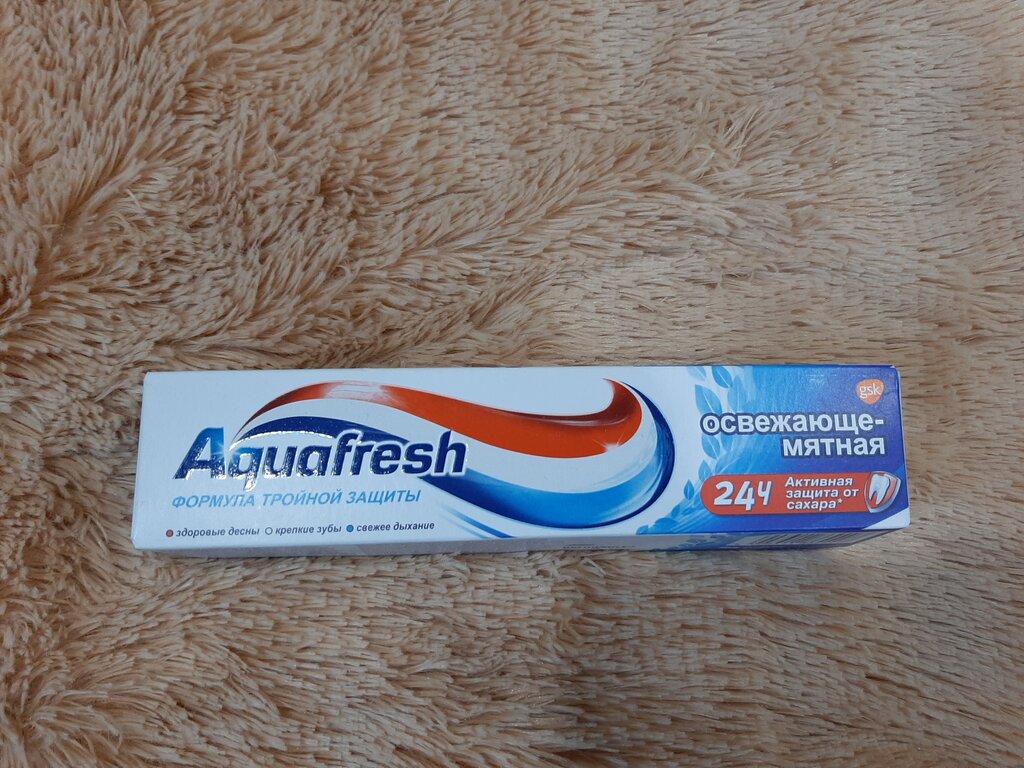 Aquafresh
ФОРМУЛА ТРОЙНОЙ ЗАЩИТЫ
здоровые десны крепкие зубы свежее дыхание
gsk
освежающе-
мятная
24Ч
Активная
защита от
сахара*